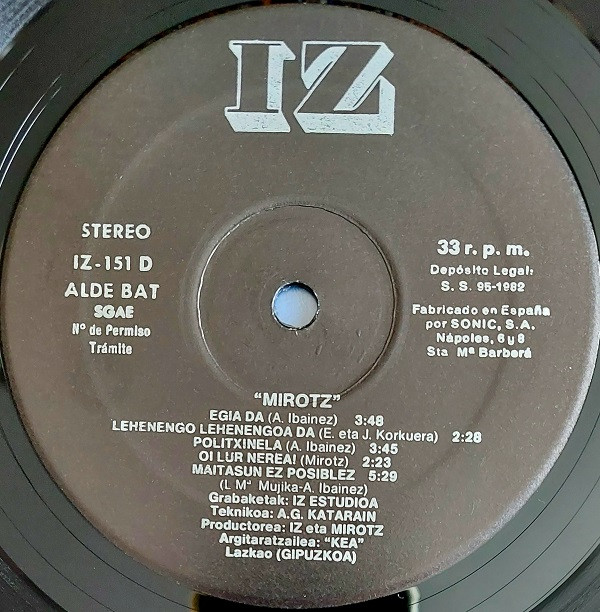 IZ
STEREO
IZ-151 D
ALDE BAT
SGAE
Nº de Permiso
Trámite
33 r. p. m.
Depósito Legal:
S. S. 95-1982
Fabricado en España
por SONIC, S.A.
Nápoles, 6 y 8
Sta Mª Barberá
“MIROTZ”
EGIA DA (A. Ibainez) 3:48
LEHENENGO LEHENENGOA DA (E. eta J. Korkuera) 2:28
POLITXINELA (A. Ibainez) 3:45
OI LUR NEREA! (Mirotz) 2:23
MAITASUN EZ POSIBLEZ 5:29
(L Mª Mujika-A. Ibainez)
Grabaketak: IZ ESTUDIOA
Teknikoa: A.G. KATARAIN
Productorea: IZ eta MIROTZ
Argitaratzailea: “KEA”
Lazkao (GIPUZKOA)